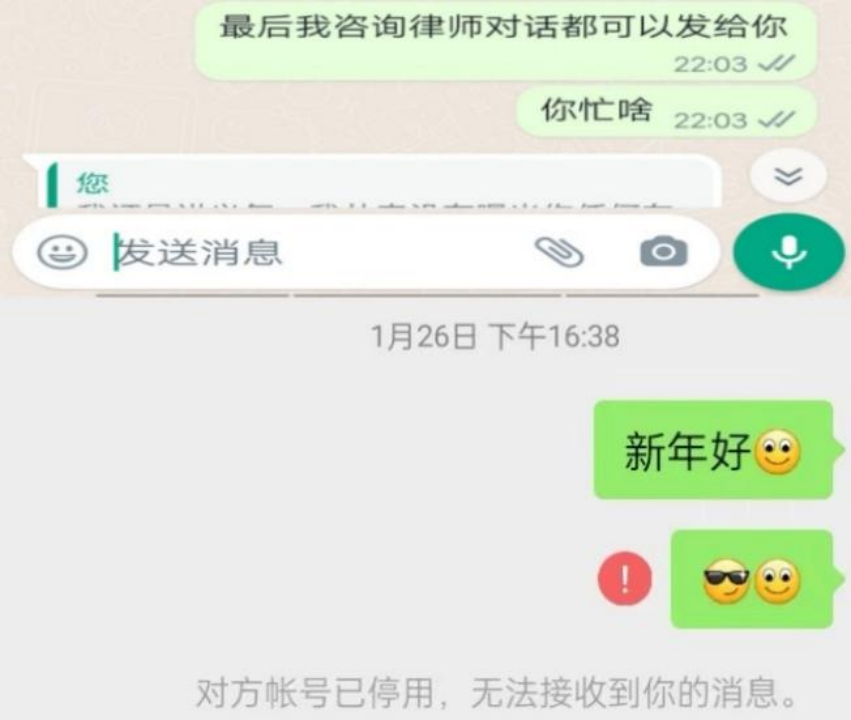 最后我咨询律师对话都可以发给你
22:03
你忙啥 22:03
您
发送消息
1月26日 下午16:38
新年好
对方帐号已停用，无法接收到你的消息。